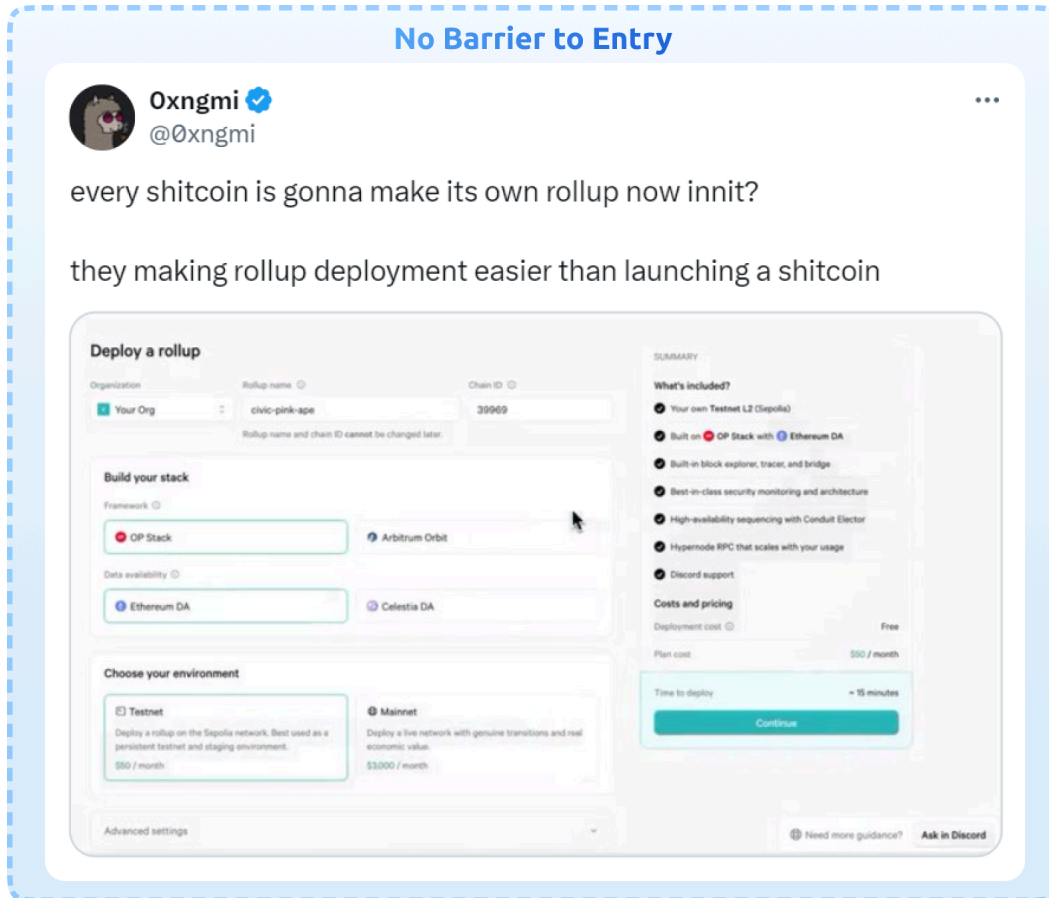 No Barrier to Entry
0xngmi
@0xngmi
every shitcoin is gonna make its own rollup now innit?
they making rollup deployment easier than launching a shitcoin
Deploy a rollup
Organization
Rollup name
Chain ID
Your Org
civic-pink-ape
39969
Rollup name and chain ID cannot be changed later.
Build your stack
Framework
OP Stack
Arbitrum Orbit
Data availability
Ethereum DA
Celestia DA
Choose your environment
Testnet
Deploy a rollup on the Sepolia network. Best used as a
persistent testnet and staging environment.
$50 / month
Mainnet
Deploy a live network with genuine transitions and real
economic value.
$3,000 / month
Advanced settings
SUMMARY
What's included?
Your own Testnet L2 (Sepolia)
Built on OP Stack with Ethereum DA
Built-in block explorer, tracer, and bridge
Best-in-class security monitoring and architecture
High-availability sequencing with Conduit Elector
Hypernode RPC that scales with your usage
Discord support
Costs and pricing
Deployment cost Free
Plan cost $50 / month
Time to deploy ~ 15 minutes
Continue
Need more guidance? Ask in Discord